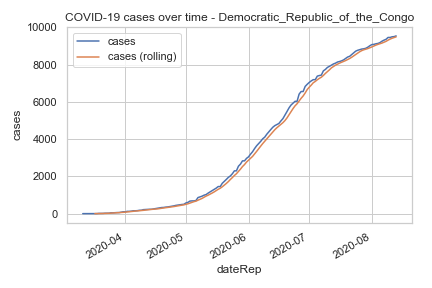 COVID-19 cases over time - Democratic_Republic_of_the_Congo
cases
cases (rolling)
10000
8000
6000
4000
2000
0
cases
2020-04
2020-05
2020-06
2020-07
2020-08
dateRep